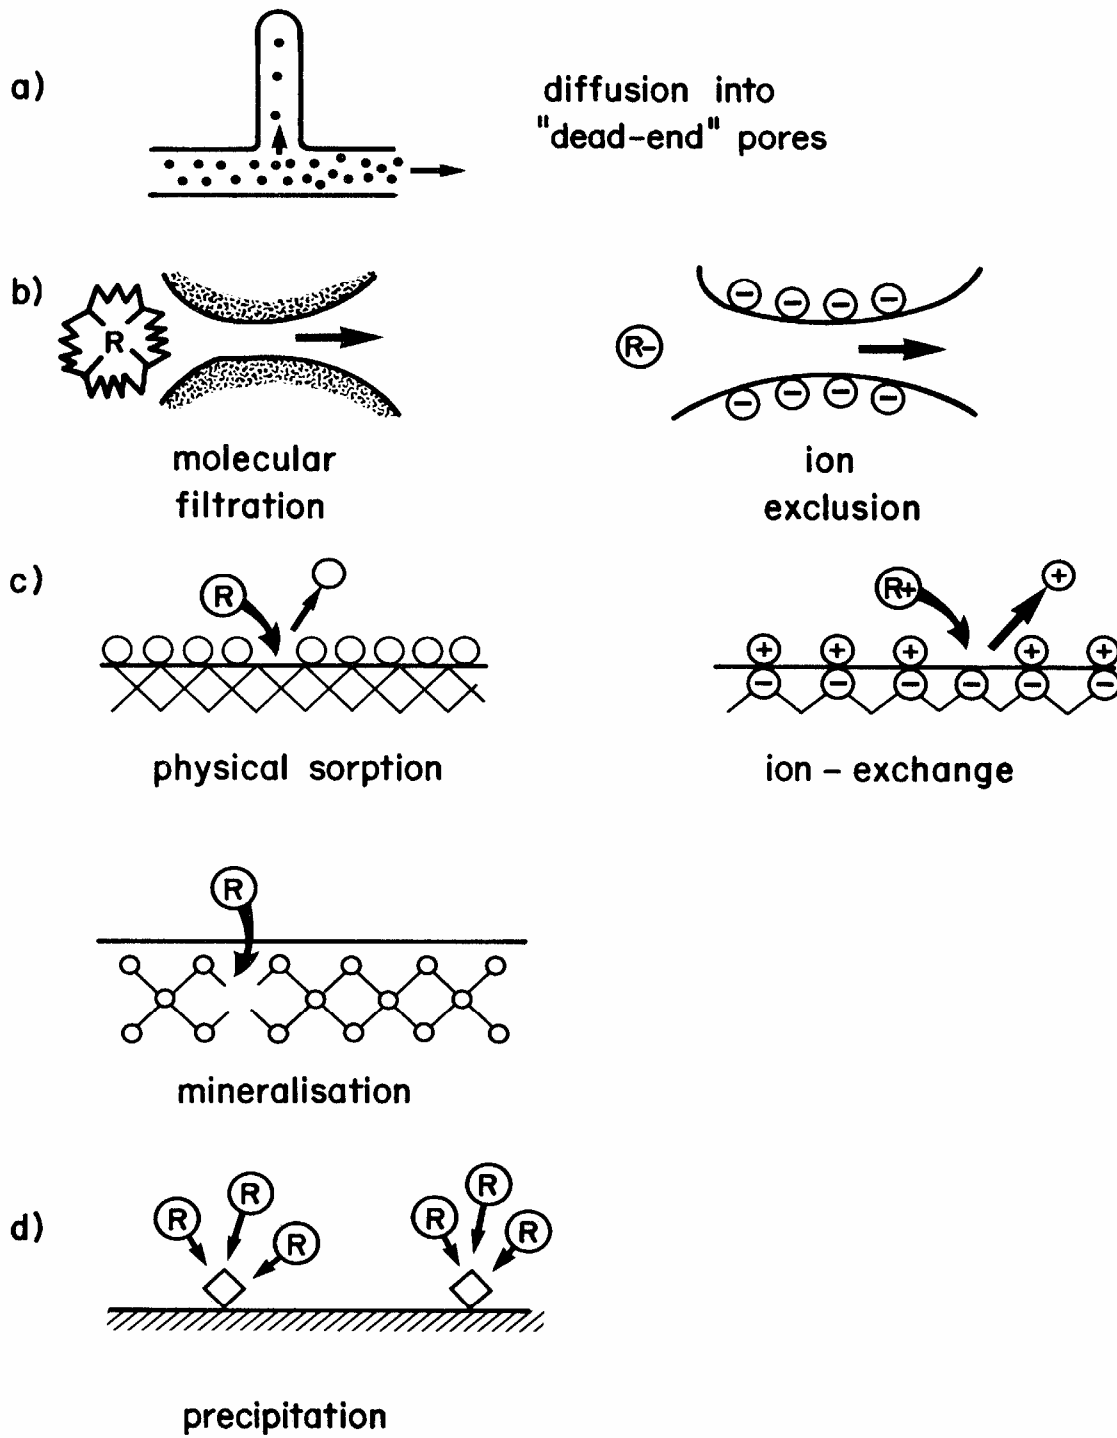 a)
diffusion into
"dead-end" pores
b)
R
R-
- - - -
- - - -
molecular
filtration
ion
exclusion
c)
R
R+
+
+ + + + +
- - - - - -
physical sorption
ion - exchange
R
mineralisation
d)
R R R
R R R
precipitation